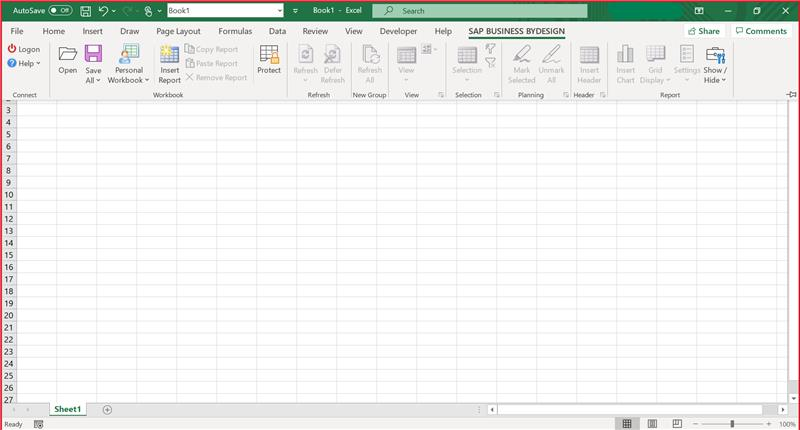 AutoSave Off Book1 Book1 - Excel Search
File Home Insert Draw Page Layout Formulas Data Review View Developer Help SAP BUSINESS BYDESIGN Share Comments
Logon
Help
Connect
Open
Save
All
Personal
Workbook
Insert
Report
Copy Report
Paste Report
Remove Report
Workbook
Protect
Refresh
Defer
Refresh
Refresh
Refresh
All
New Group
View
View
Selection
Selection
Mark
Selected
Unmark
All
Planning
Insert
Header
Header
Insert
Chart
Grid
Display
Settings
Show /
Hide
Report
3
4
5
6
7
8
9
10
11
12
13
14
15
16
17
18
19
20
21
22
23
24
25
26
27
Sheet1
Ready 100%